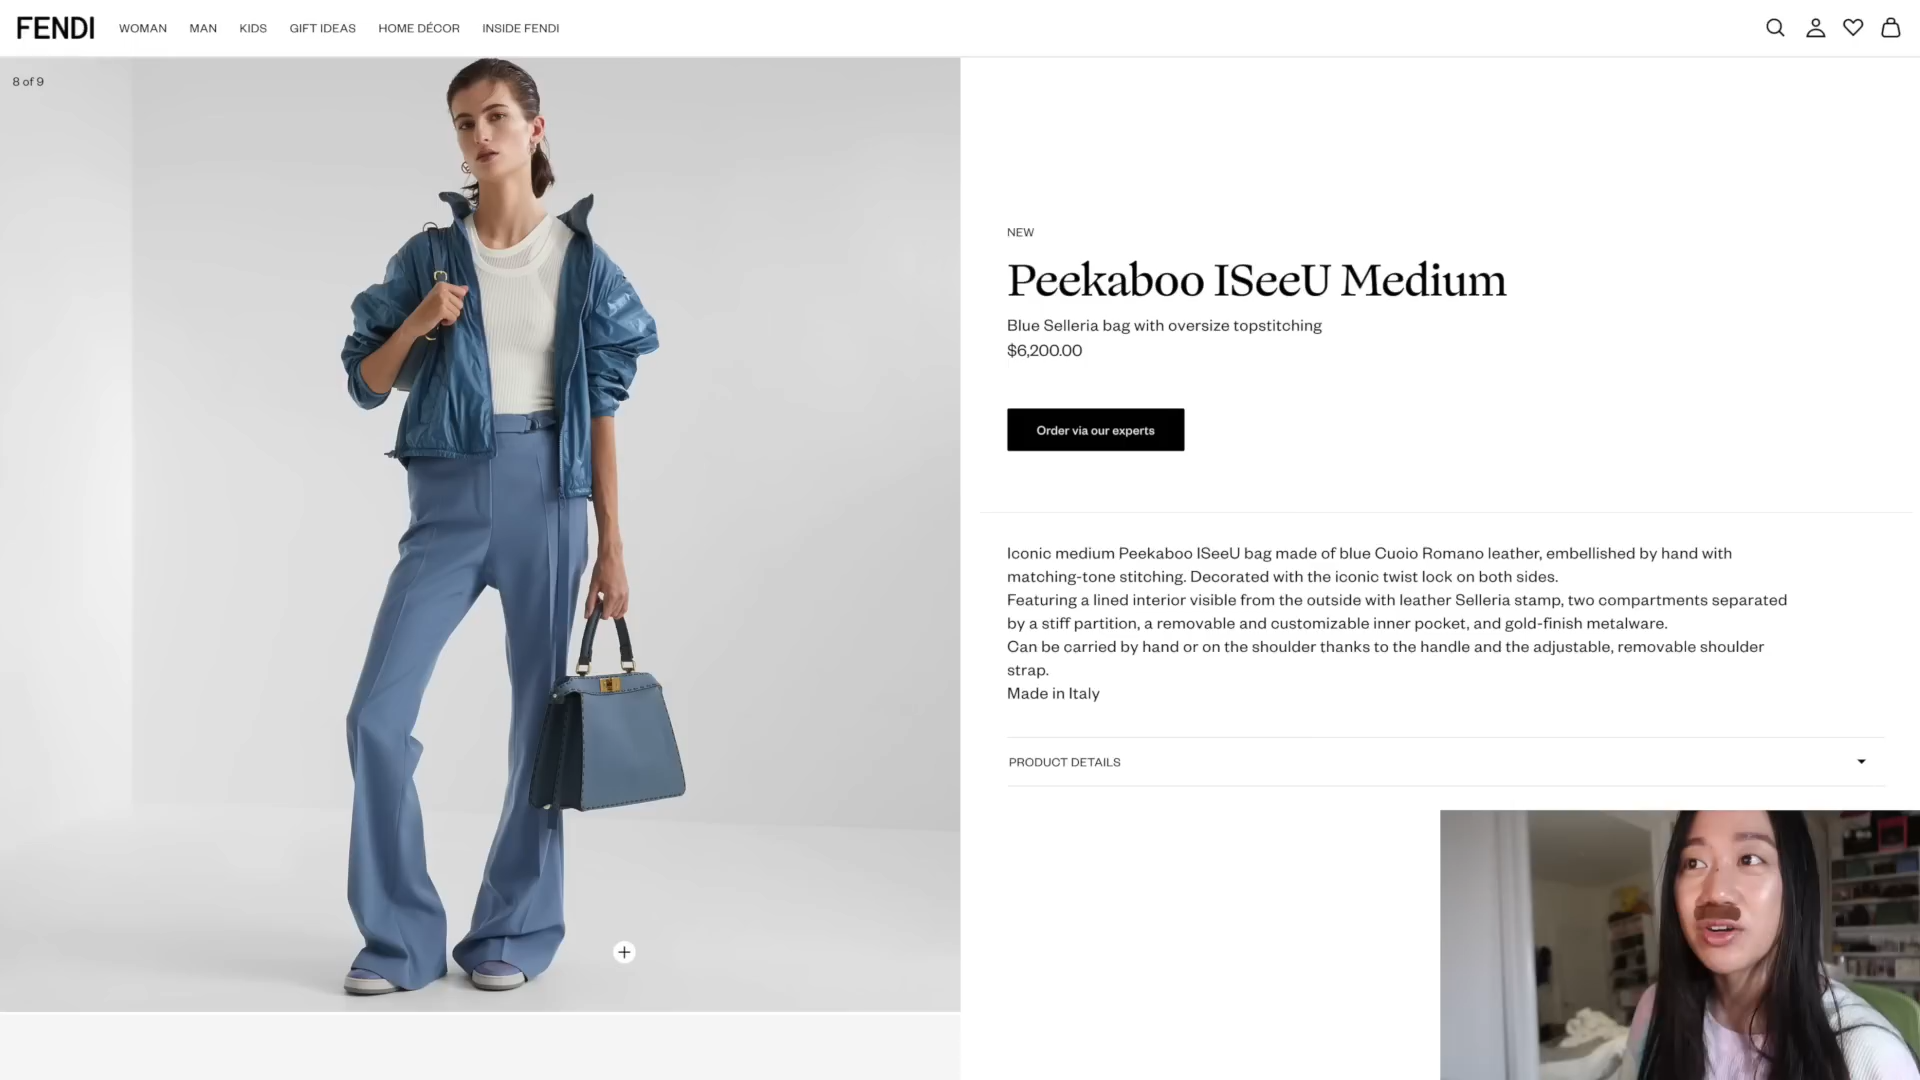 FENDI
WOMAN MAN KIDS GIFT IDEAS HOME DÉCOR INSIDE FENDI
8 of 9
NEW
Peekaboo ISeeU Medium
Blue Selleria bag with oversize topstitching
$6,200.00
Order via our experts
Iconic medium Peekaboo ISeeU bag made of blue Cuoio Romano leather, embellished by hand with
matching-tone stitching. Decorated with the iconic twist lock on both sides.
Featuring a lined interior visible from the outside with leather Selleria stamp, two compartments separated
by a stiff partition, a removable and customizable inner pocket, and gold-finish metalware.
Can be carried by hand or on the shoulder thanks to the handle and the adjustable, removable shoulder
strap.
Made in Italy
PRODUCT DETAILS